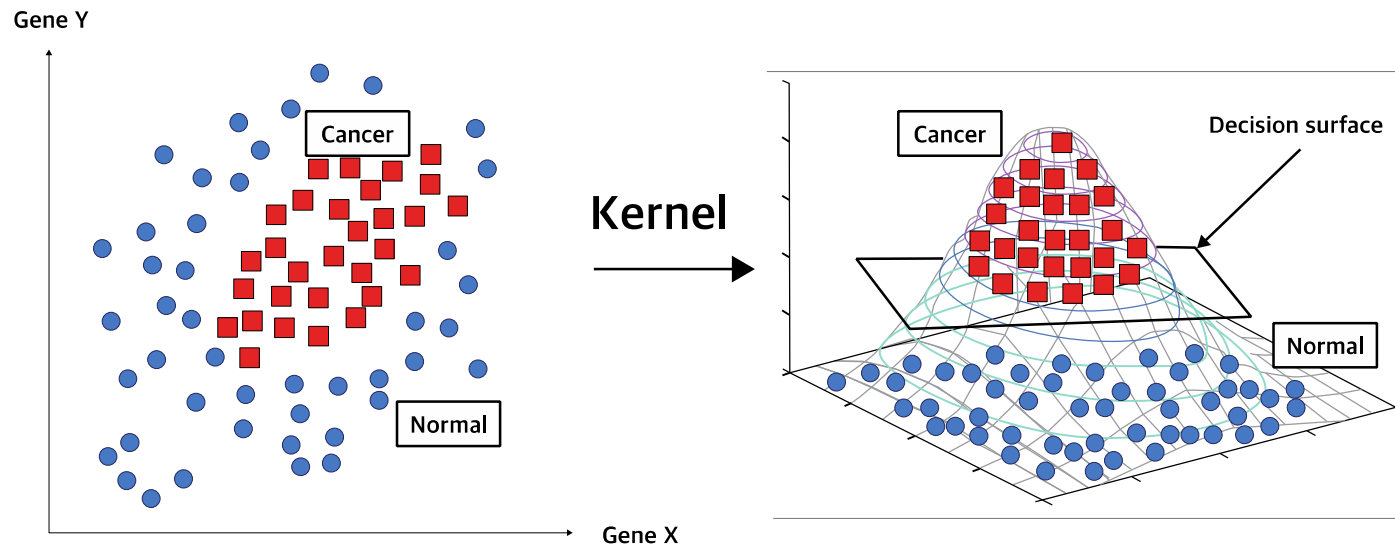 Gene Y
Cancer
Normal
Gene X
Kernel
Cancer
Decision surface
Normal